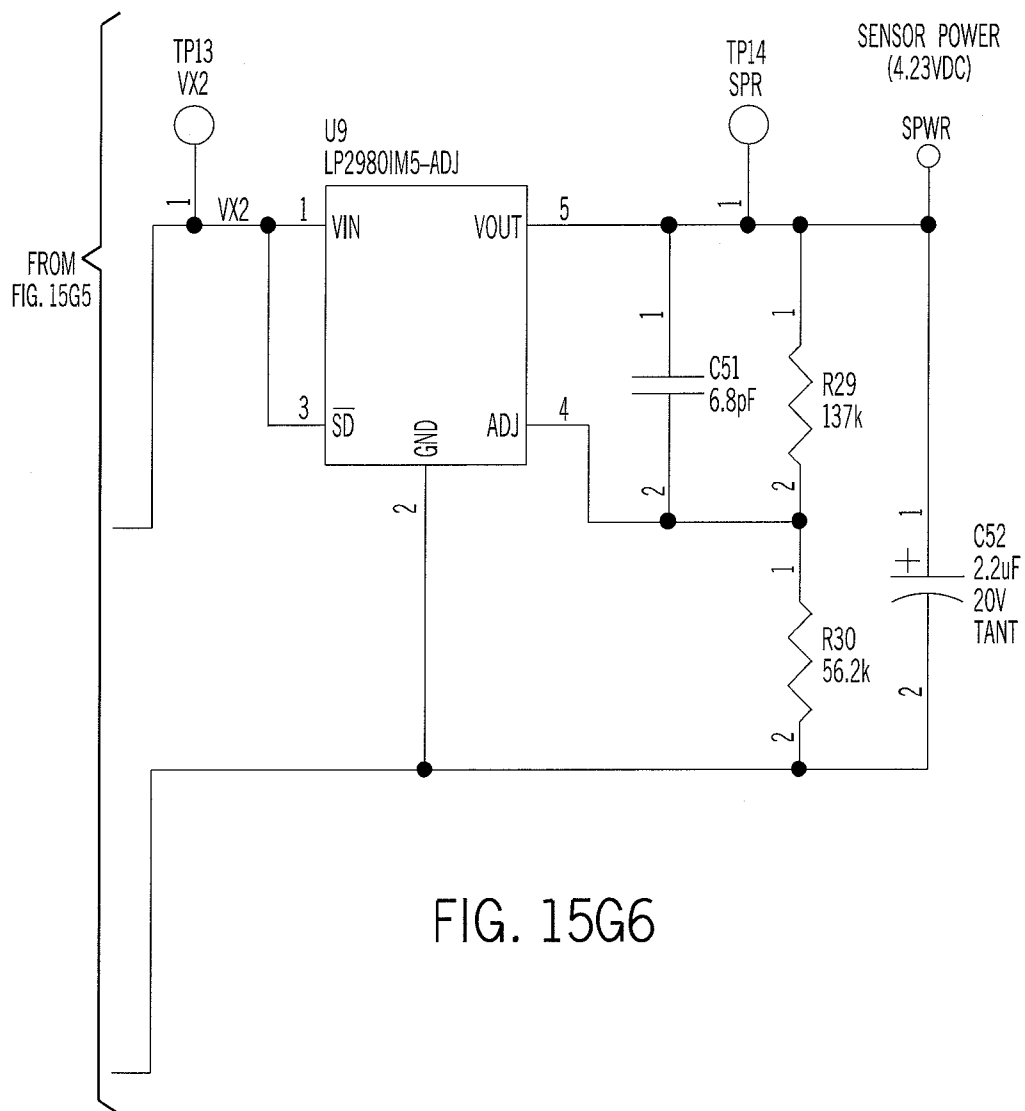 TP13
VX2
TP14
SPR
SENSOR POWER
(4.23VDC)
SPWR
U9
LP2980IM5-ADJ
1
VX2
1
VIN
VOUT
5
1
FROM
FIG. 15G5
1
1
C51
6.8pF
R29
137k
3
SD
GND
ADJ
4
2
2
2
1
C52
2.2uF
20V
TANT
+
1
R30
56.2k
2
2
FIG. 15G6